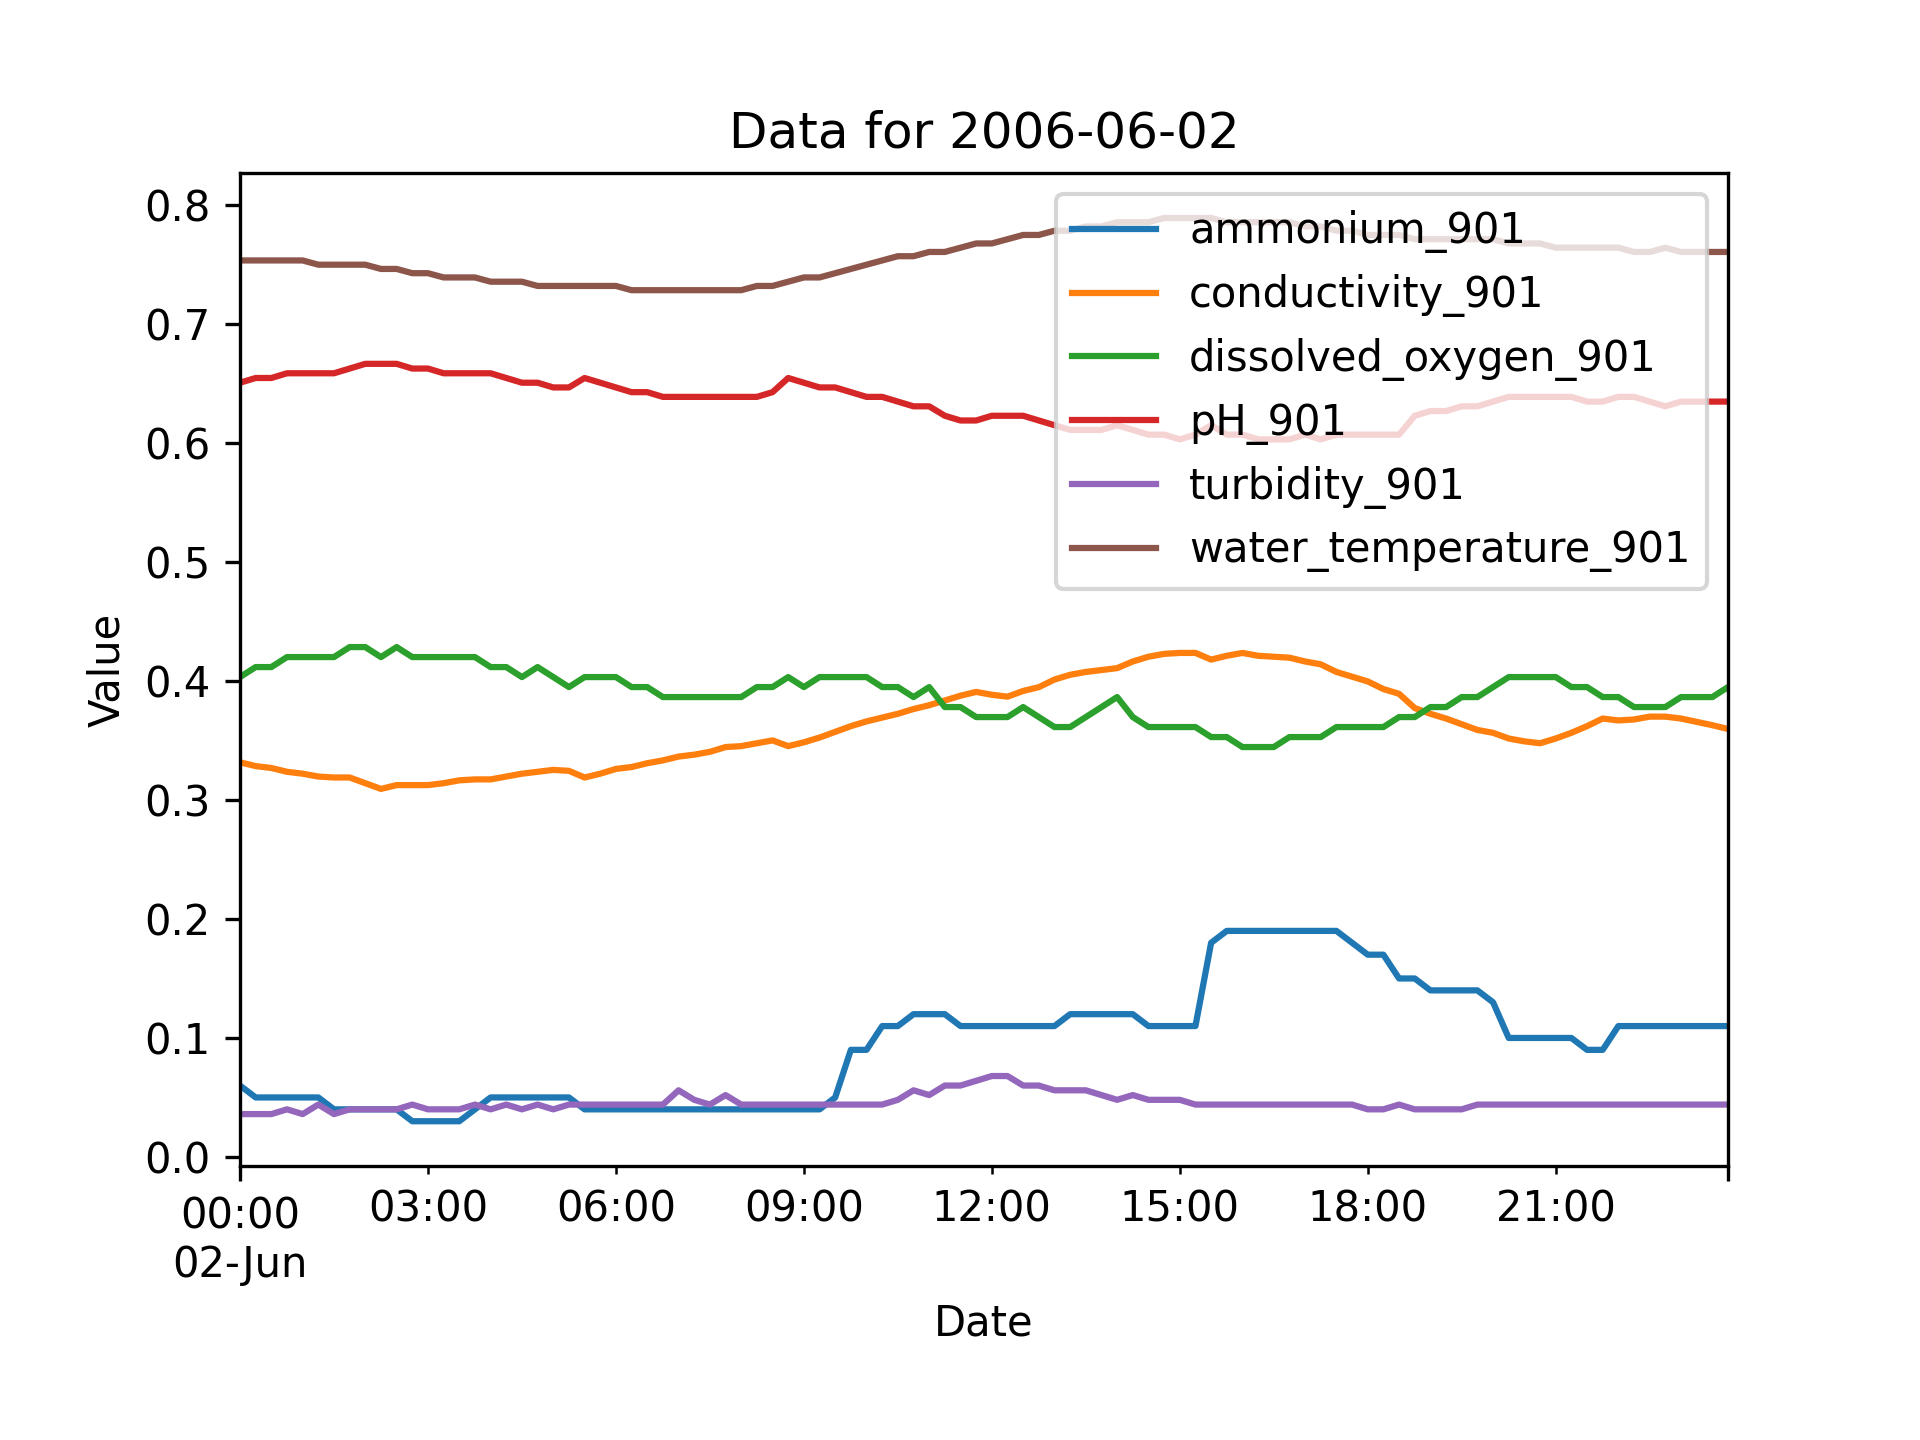 Data for 2006-06-02
0.8
0.7
0.6
0.5
0.4
0.3
0.2
0.1
0.0
Value
ammonium_901
conductivity_901
dissolved_oxygen_901
pH_901
turbidity_901
water_temperature_901
00:00 03:00 06:00 09:00 12:00 15:00 18:00 21:00
02-Jun
Date